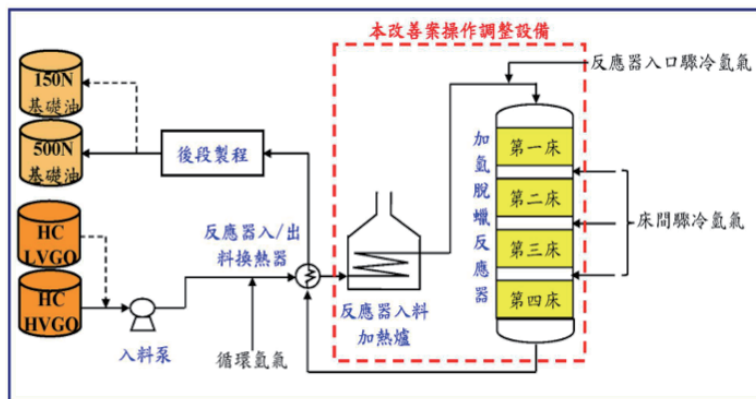 本改善案操作調整設備
150N
基礎油
500N
基礎油
HC
LVGO
HC
HVGO
後段製程
反應器入/出
料換熱器
入料泵
循環氫氣
反應器入料
加熱爐
加氫脫蠟反應器
第一床
第二床
第三床
第四床
反應器入口驟冷氫氣
床間驟冷氫氣